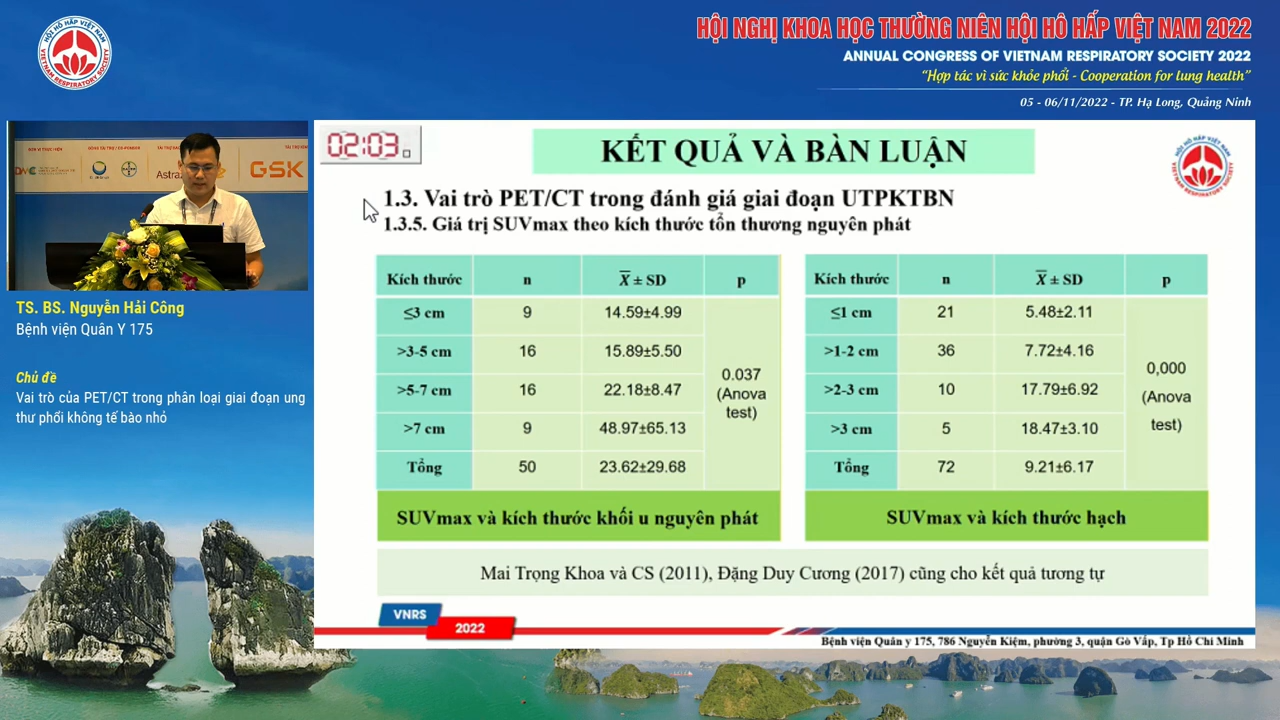 HỘI HÔ HẤP VIỆT NAM
VIETNAM RESPIRATORY SOCIETY
HỘI NGHỊ KHOA HỌC THƯỜNG NIÊN HỘI HÔ HẤP VIỆT NAM 2022
ANNUAL CONGRESS OF VIETNAM RESPIRATORY SOCIETY 2022
“Hợp tác vì sức khỏe phổi - Cooperation for lung health”
05 - 06/11/2022 - TP. Hạ Long, Quảng Ninh
GSK
TS. BS. Nguyễn Hải Công
Bệnh viện Quân Y 175
Chủ đề
Vai trò của PET/CT trong phân loại giai đoạn ung
thư phổi không tế bào nhỏ
02:03
KẾT QUẢ VÀ BÀN LUẬN
1.3. Vai trò PET/CT trong đánh giá giai đoạn UTPKTBN
1.3.5. Giá trị SUVmax theo kích thước tổn thương nguyên phát
Kích thước n X̅ ± SD p
≤3 cm 9 14.59±4.99
>3-5 cm 16 15.89±5.50
>5-7 cm 16 22.18±8.47
>7 cm 9 48.97±65.13
Tổng 50 23.62±29.68
0.037
(Anova
test)
SUVmax và kích thước khối u nguyên phát
Kích thước n X̅ ± SD p
≤1 cm 21 5.48±2.11
>1-2 cm 36 7.72±4.16
>2-3 cm 10 17.79±6.92
>3 cm 5 18.47±3.10
Tổng 72 9.21±6.17
0,000
(Anova
test)
SUVmax và kích thước hạch
Mai Trọng Khoa và CS (2011), Đặng Duy Cương (2017) cũng cho kết quả tương tự
VNRS
2022
Bệnh viện Quân y 175, 786 Nguyễn Kiệm, phường 3, quận Gò Vấp, Tp Hồ Chí Minh